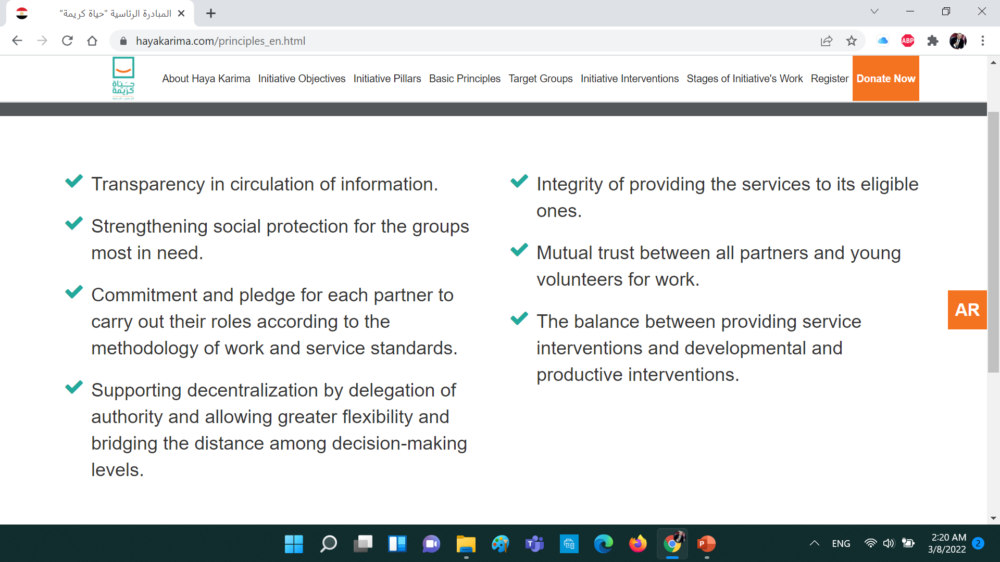 المبادرة الرئاسية "حياة كريمة"
hayakarima.com/principles_en.html
ABP
حياة
كريمة
About Haya Karima Initiative Objectives Initiative Pillars Basic Principles Target Groups Initiative Interventions Stages of Initiative's Work Register Donate Now
Transparency in circulation of information.
Strengthening social protection for the groups
most in need.
Commitment and pledge for each partner to
carry out their roles according to the
methodology of work and service standards.
Supporting decentralization by delegation of
authority and allowing greater flexibility and
bridging the distance among decision-making
levels.
Integrity of providing the services to its eligible
ones.
Mutual trust between all partners and young
volunteers for work.
The balance between providing service
interventions and developmental and
productive interventions.
AR
T
P
ENG
2:20 AM
3/8/2022
2